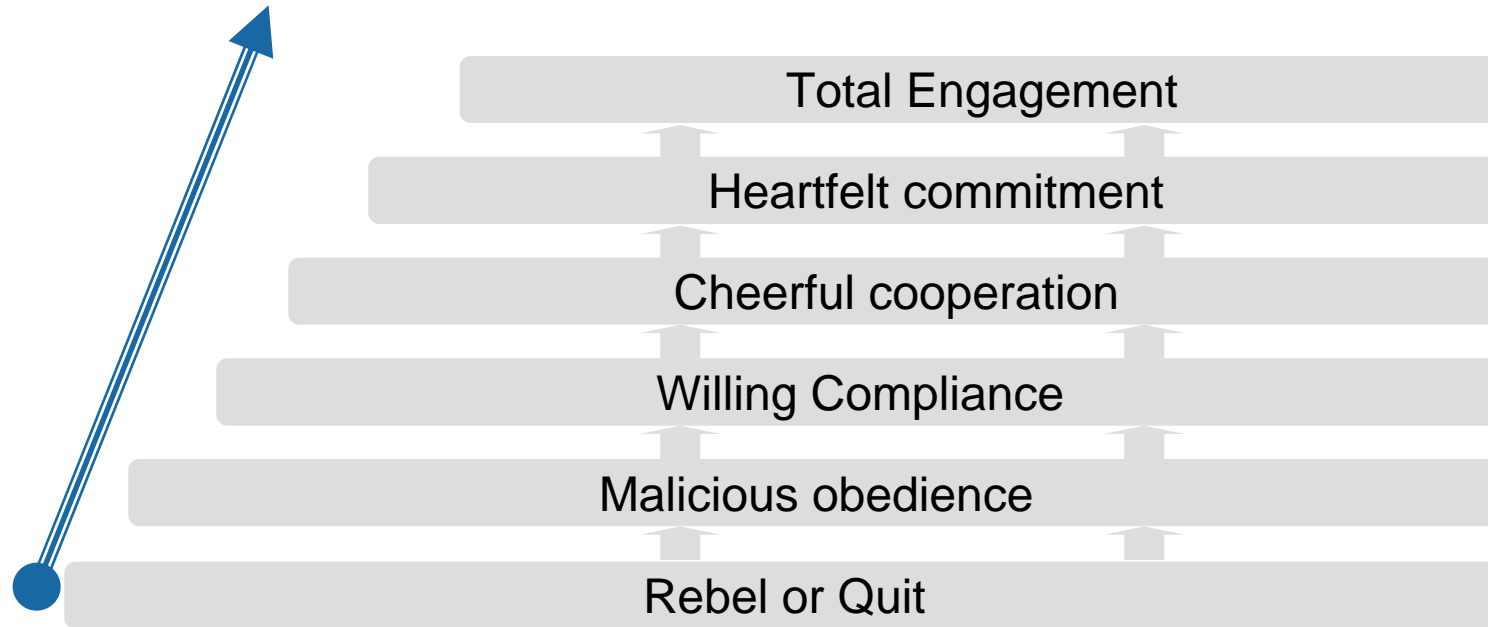 Total Engagement
Heartfelt commitment
Cheerful cooperation
Willing Compliance
Malicious obedience
Rebel or Quit